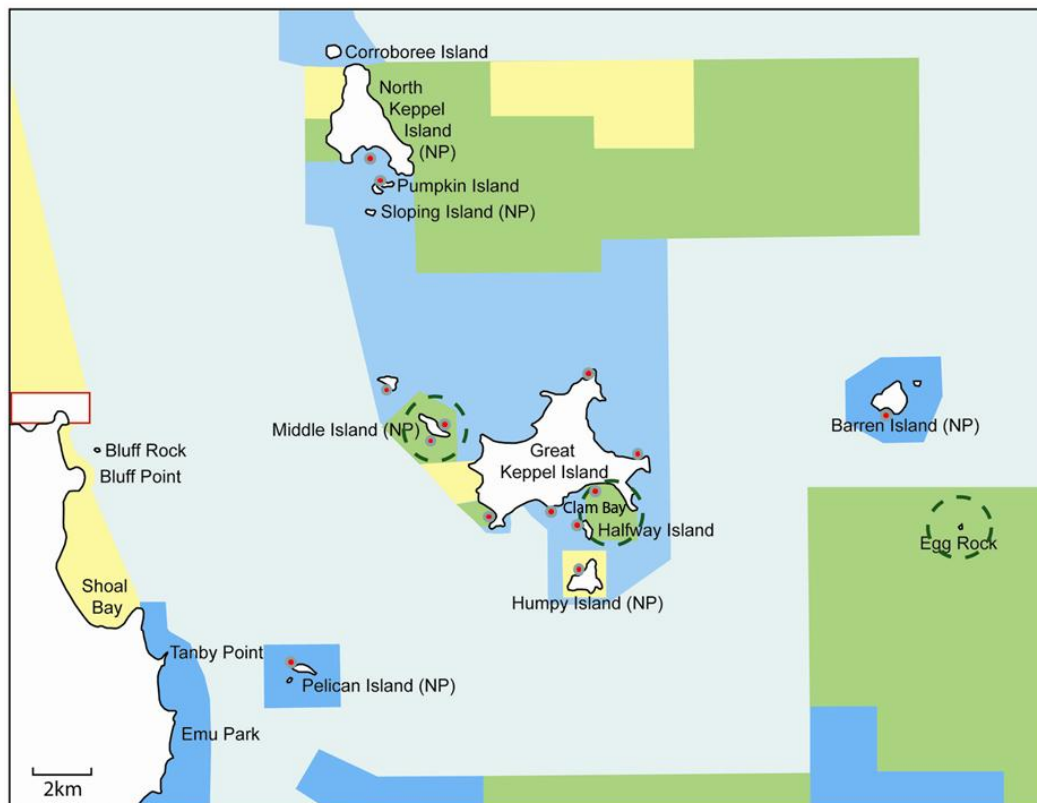 Corroboree Island
North
Keppel
Island
(NP)
Pumpkin Island
Sloping Island (NP)
Middle Island (NP)
Great
Keppel Island
Barren Island (NP)
Bluff Rock
Bluff Point
Clam Bay
Halfway Island
Egg Rock
Humpy Island (NP)
Shoal
Bay
Tanby Point
Pelican Island (NP)
Emu Park
2km